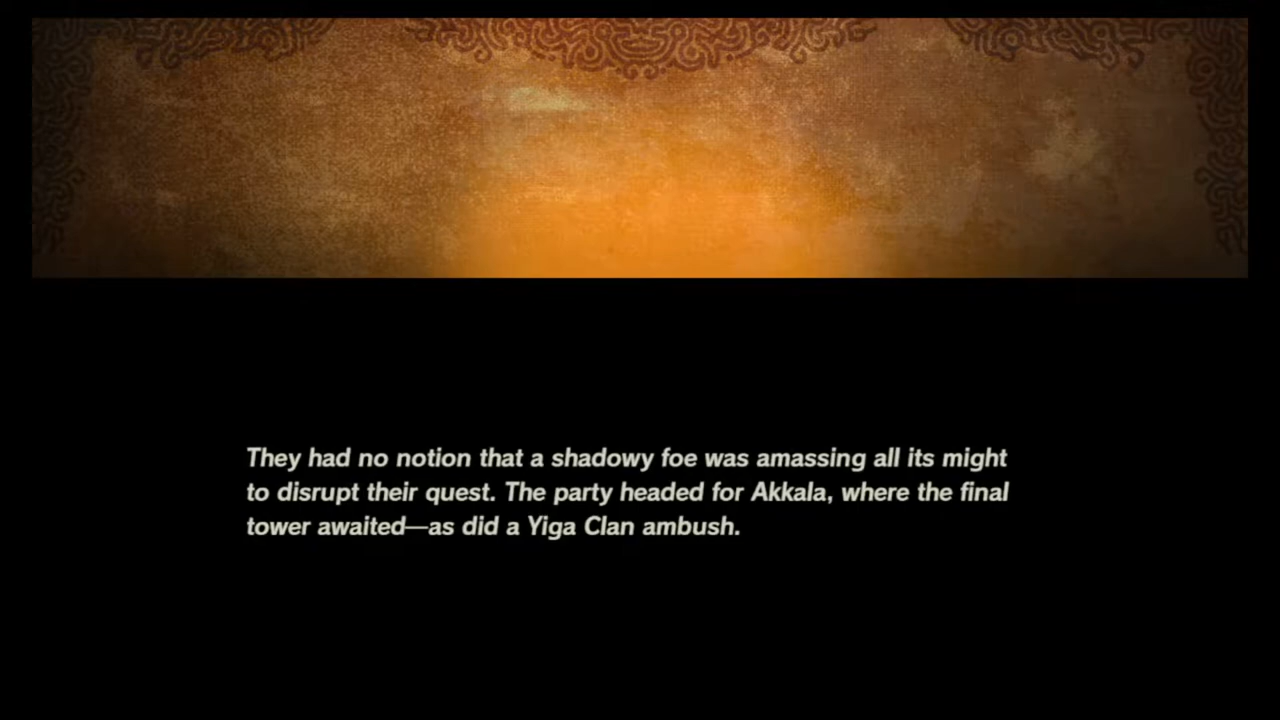 They had no notion that a shadowy foe was amassing all its might
to disrupt their quest. The party headed for Akkala, where the final
tower awaited—as did a Yiga Clan ambush.